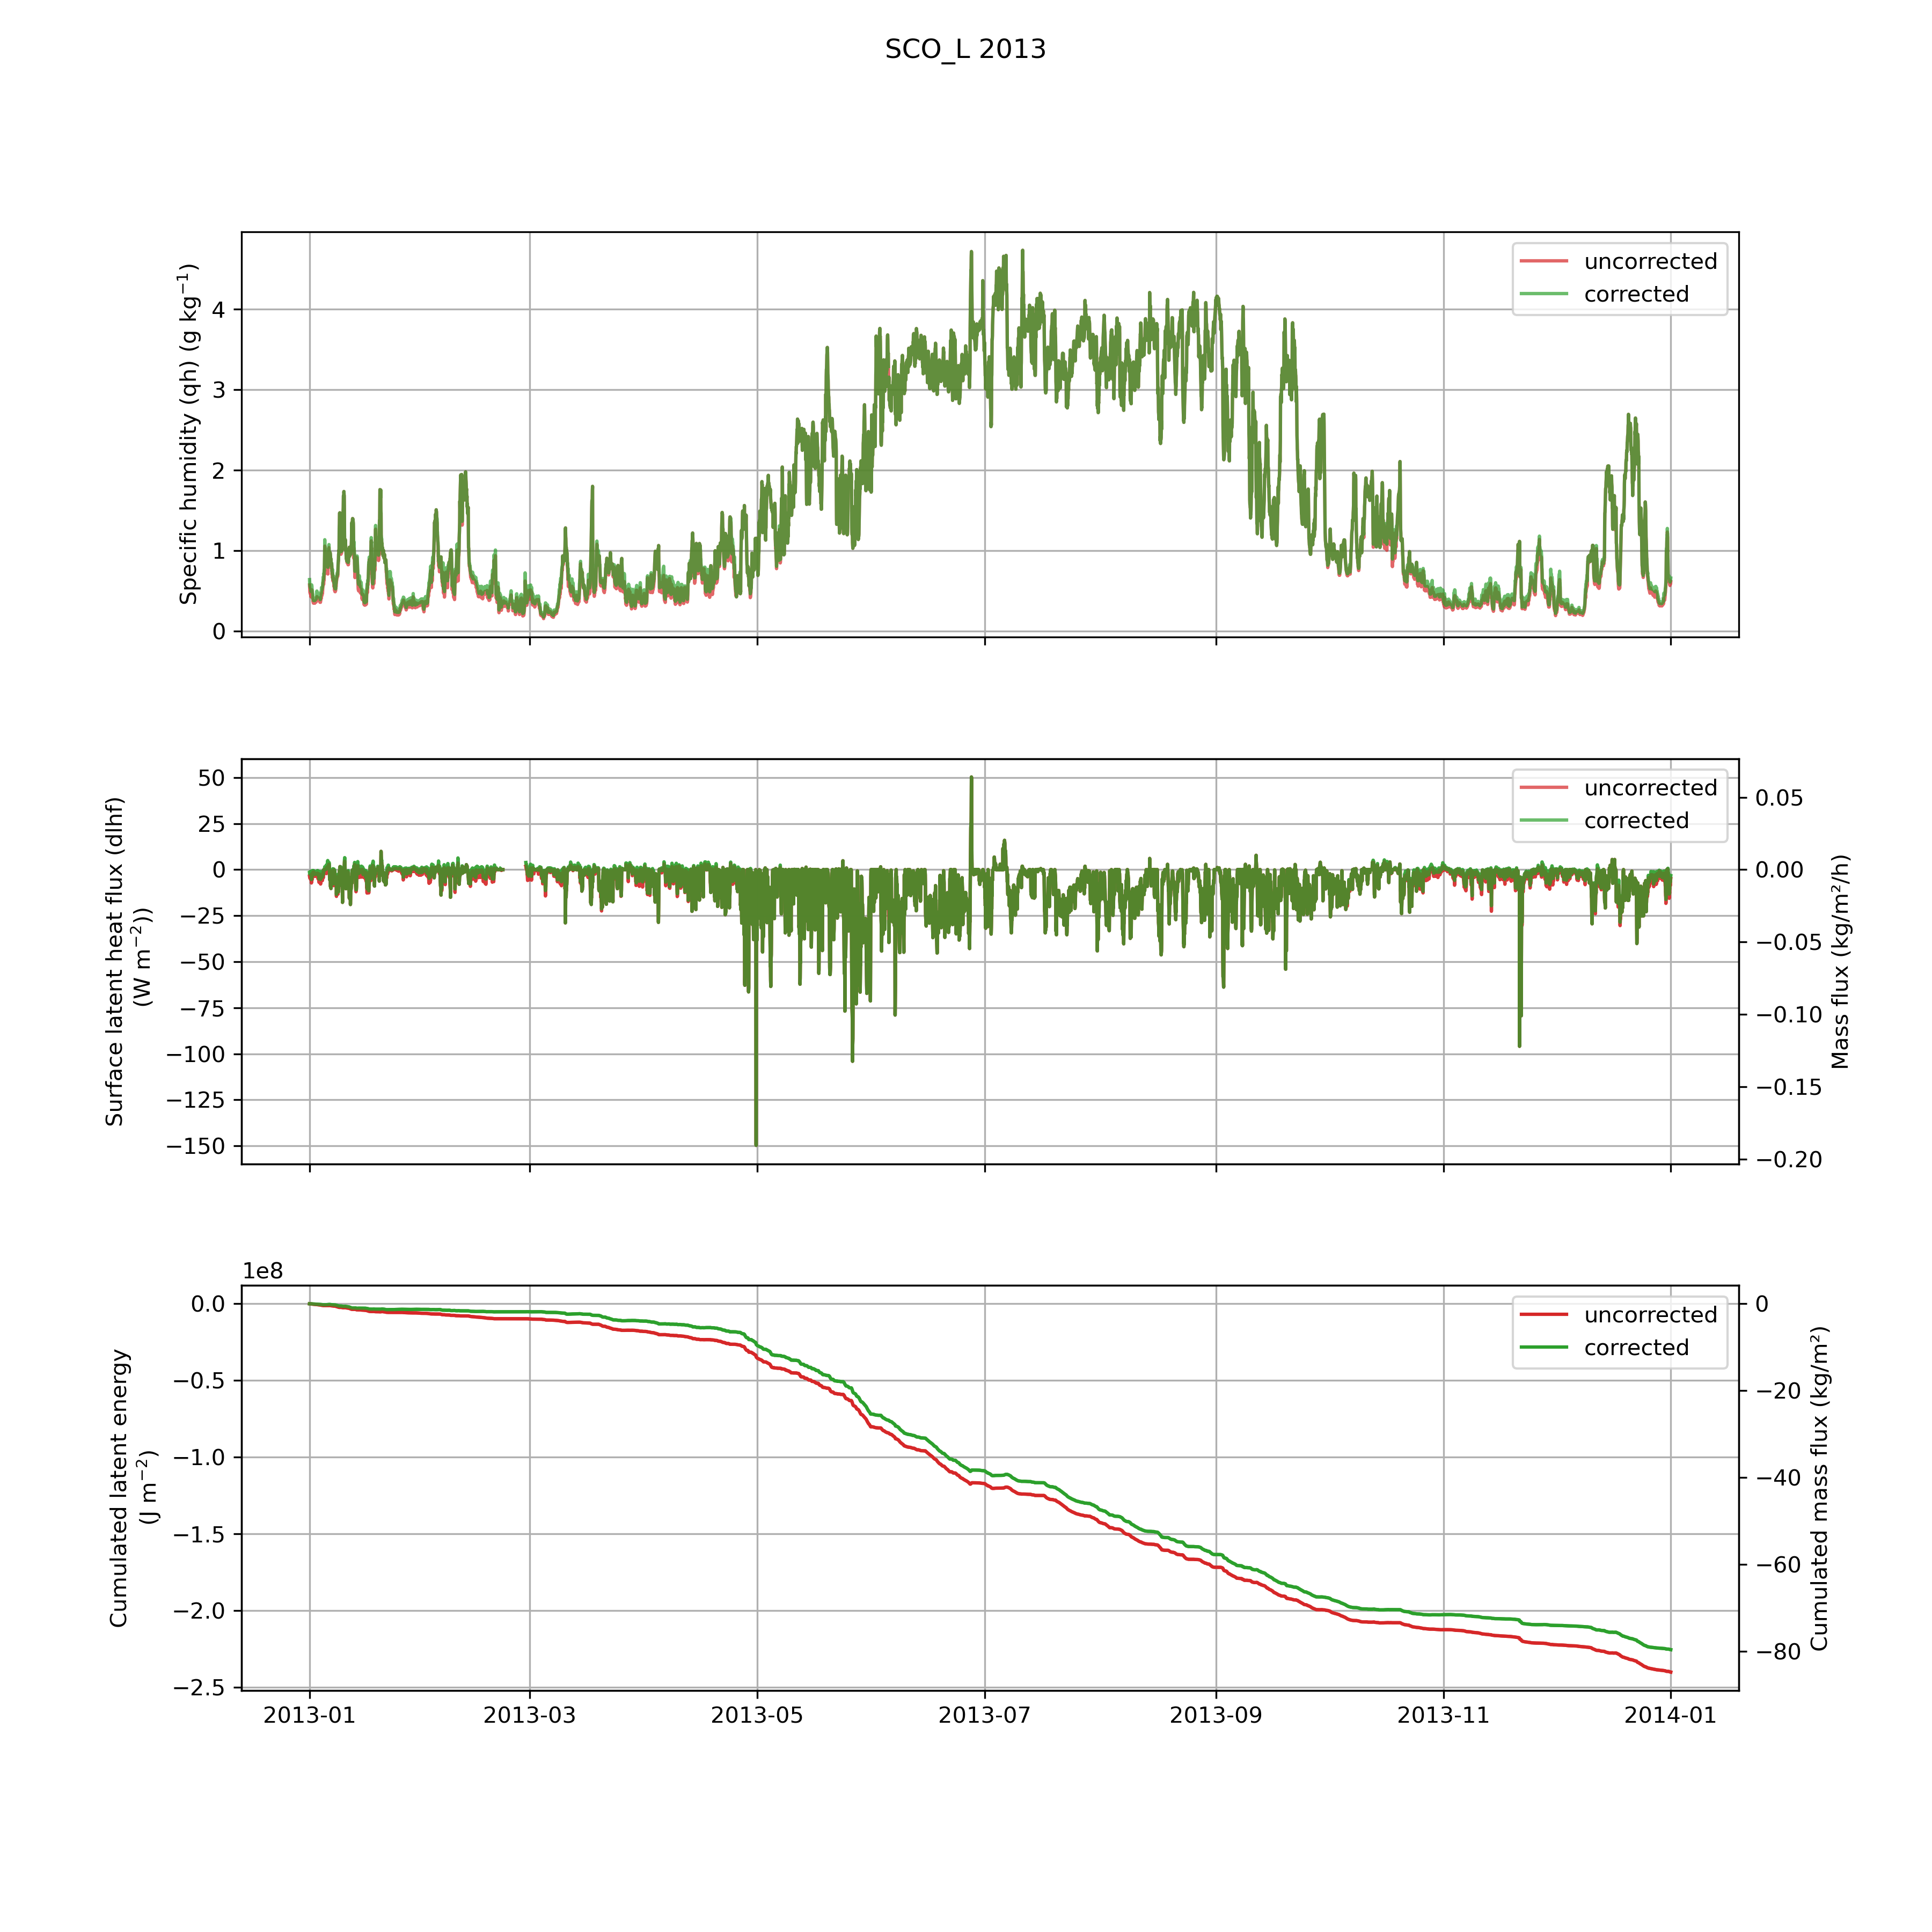 SCO_L 2013
Specific humidity (qh) (g kg⁻¹)
4
3
2
1
0
uncorrected
corrected
Surface latent heat flux (dlhf)
(W m⁻²))
50
25
0
−25
−50
−75
−100
−125
−150
uncorrected
corrected
0.05
0.00
−0.05
−0.10
−0.15
−0.20
Mass flux (kg/m²/h)
1e8
Cumulated latent energy
(J m⁻²)
0.0
−0.5
−1.0
−1.5
−2.0
−2.5
uncorrected
corrected
0
−20
−40
−60
−80
Cumulated mass flux (kg/m²)
2013-01
2013-03
2013-05
2013-07
2013-09
2013-11
2014-01